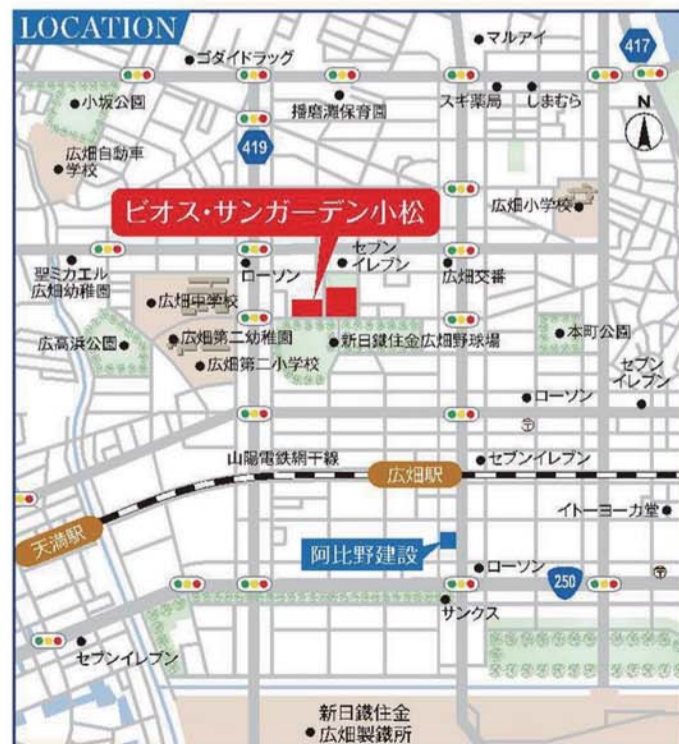 LOCATION
マルアイ
417
ゴダイドラッグ
小坂公園
播磨灘保育園
スギ薬局
しまむら
N
419
広畑自動車
学校
ビオス・サンガーデン小松
広畑小学校
聖ミカエル
広畑幼稚園
ローソン
セブン
イレブン
広畑交番
広畑中学校
広高浜公園
広畑第二幼稚園
新日鐵住金広畑野球場
本町公園
広畑第二小学校
セブン
イレブン
ローソン
〒
山陽電鉄網干線
広畑駅
セブンイレブン
天満駅
イトーヨーカ堂
阿比野建設
ローソン
250
〒
サンクス
セブンイレブン
新日鐵住金
広畑製鐵所